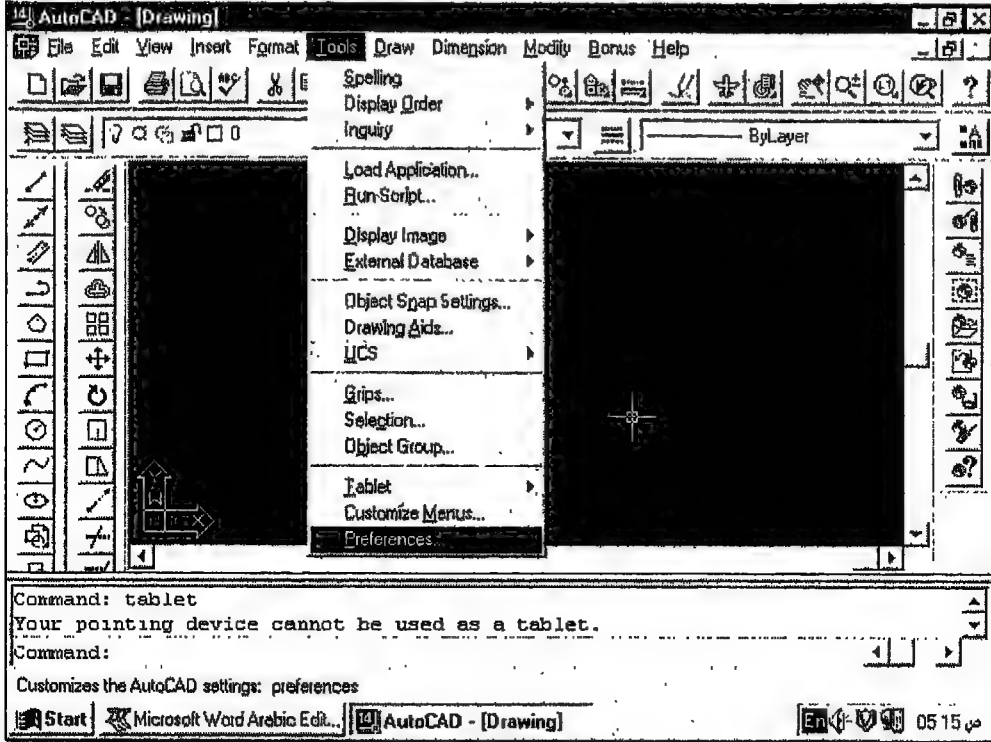 AutoCAD - [Drawing]
File Edit View Insert Format Tools Draw Dimension Modify Bonus Help
ABC ?
0 ByLayer
Spelling
Display Order
Inquiry
Load Application...
Run Script...
Display Image
External Database
Object Snap Settings...
Drawing Aids...
UCS
Grips...
Selection...
Object Group...
Tablet
Customize Menus...
Preferences...
Y
W
X
Command: tablet
Your pointing device cannot be used as a tablet.
Command:
Customizes the AutoCAD settings: preferences
Start Microsoft Word Arabic Edit... AutoCAD - [Drawing] En 05 15 ص